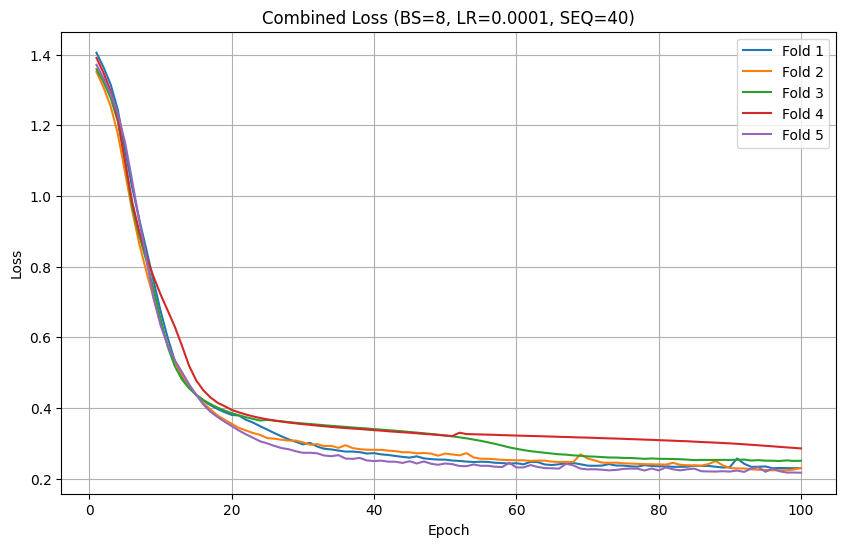 Combined Loss (BS=8, LR=0.0001, SEQ=40)
1.4
1.2
1.0
0.8
0.6
0.4
0.2
Loss
Fold 1
Fold 2
Fold 3
Fold 4
Fold 5
0 20 40 60 80 100
Epoch